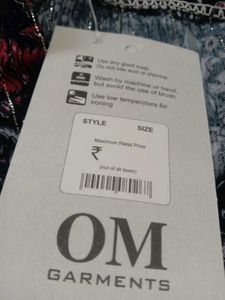 Use any good soap.
Do not use acid or chlorine.
Wash by machine or hand,
but avoid the use of brush
Use low temperature for
ironing
STYLE SIZE
Maximum Retail Price
₹
(incl of all taxes)
OM
GARMENTS